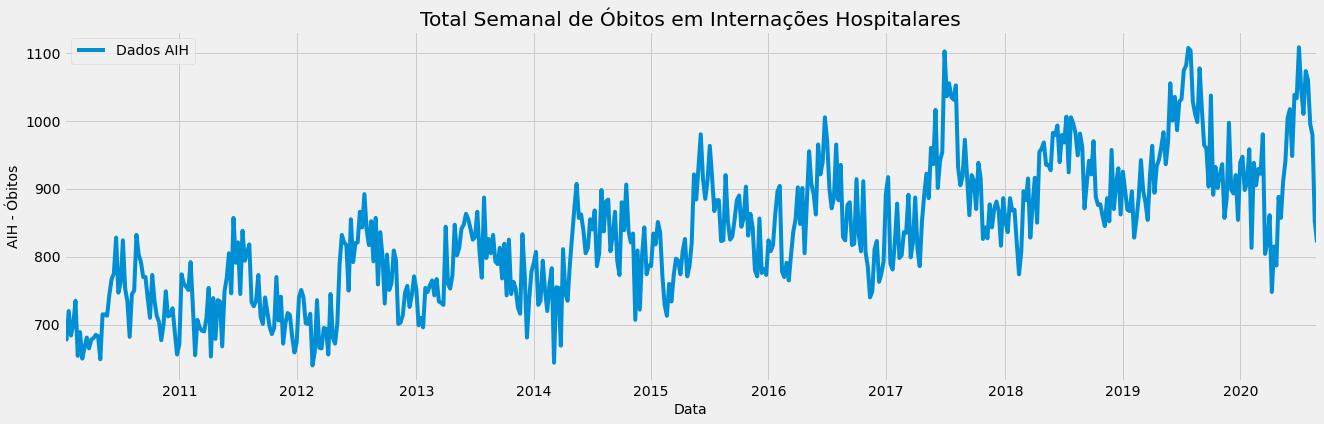 Total Semanal de Óbitos em Internações Hospitalares
Dados AIH
AIH - Óbitos
1100
1000
900
800
700
2011 2012 2013 2014 2015 2016 2017 2018 2019 2020
Data